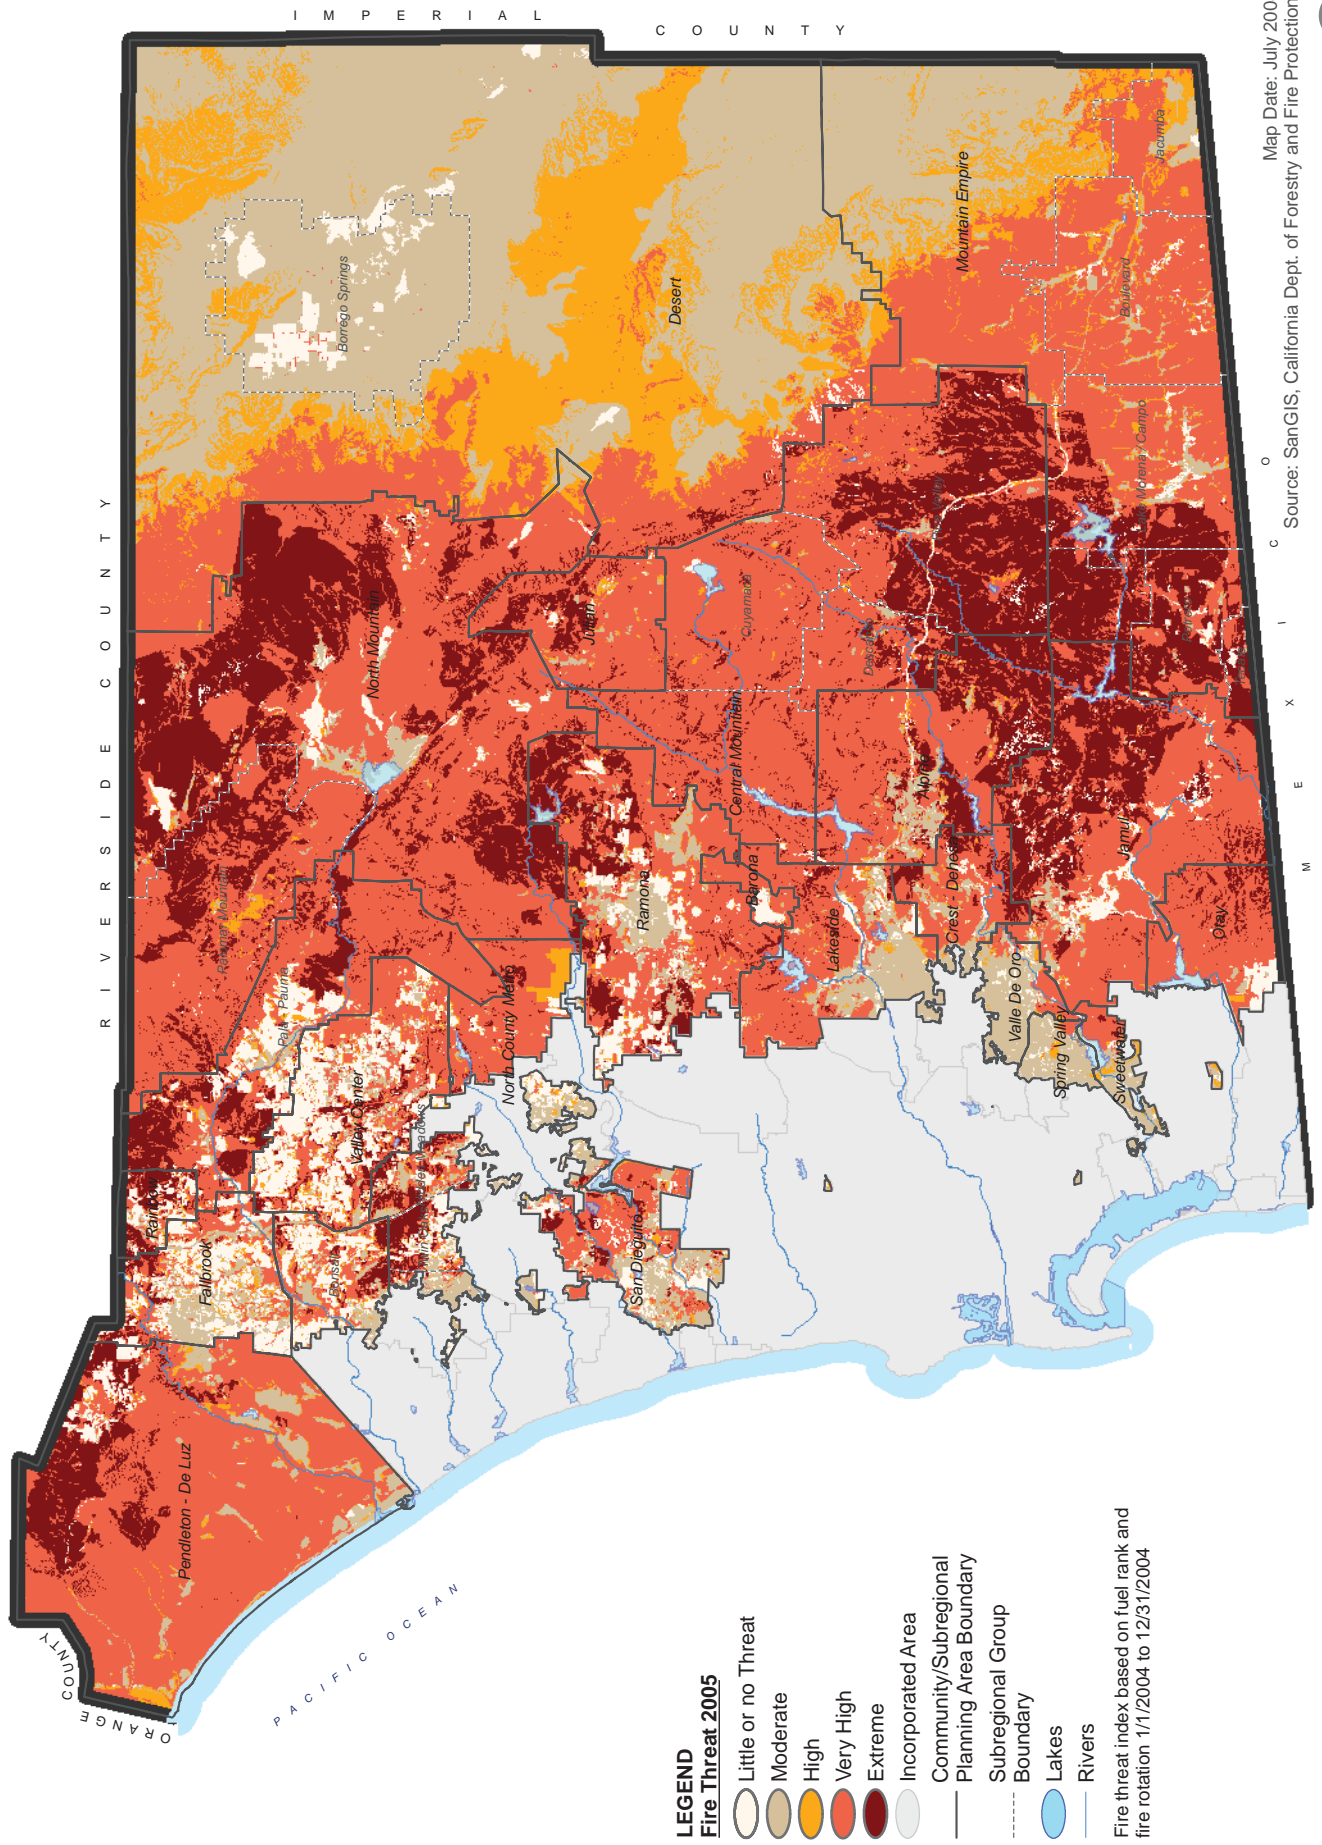 ORANGE
COUNTY
RIVERSIDE COUNTY
IMPERIAL
COUNTY
PACIFIC OCEAN
MEXICO
Pendleton - De Luz
Fallbrook
Rainbow
Bonsall
Valley Center
Pala - Pauma
Palomar Mountain
North Mountain
Borrego Springs
Desert
North County Metro
San Dieguito
Ramona
Barona
Julian
Central Mountain
Cuyamaca
Descanso
Lakeside
Alpine
Crest - Dehesa
Valle De Oro
Spring Valley
Sweetwater
Jamul
Otay
Mountain Empire
Boulevard
Jacumba
Lake Morena / Campo
LEGEND
Fire Threat 2005
Little or no Threat
Moderate
High
Very High
Extreme
Incorporated Area
Community/Subregional
Planning Area Boundary
Subregional Group
Boundary
Lakes
Rivers
Fire threat index based on fuel rank and
fire rotation 1/1/2004 to 12/31/2004
Map Date: July 200
Source: SanGIS, California Dept. of Forestry and Fire Protection